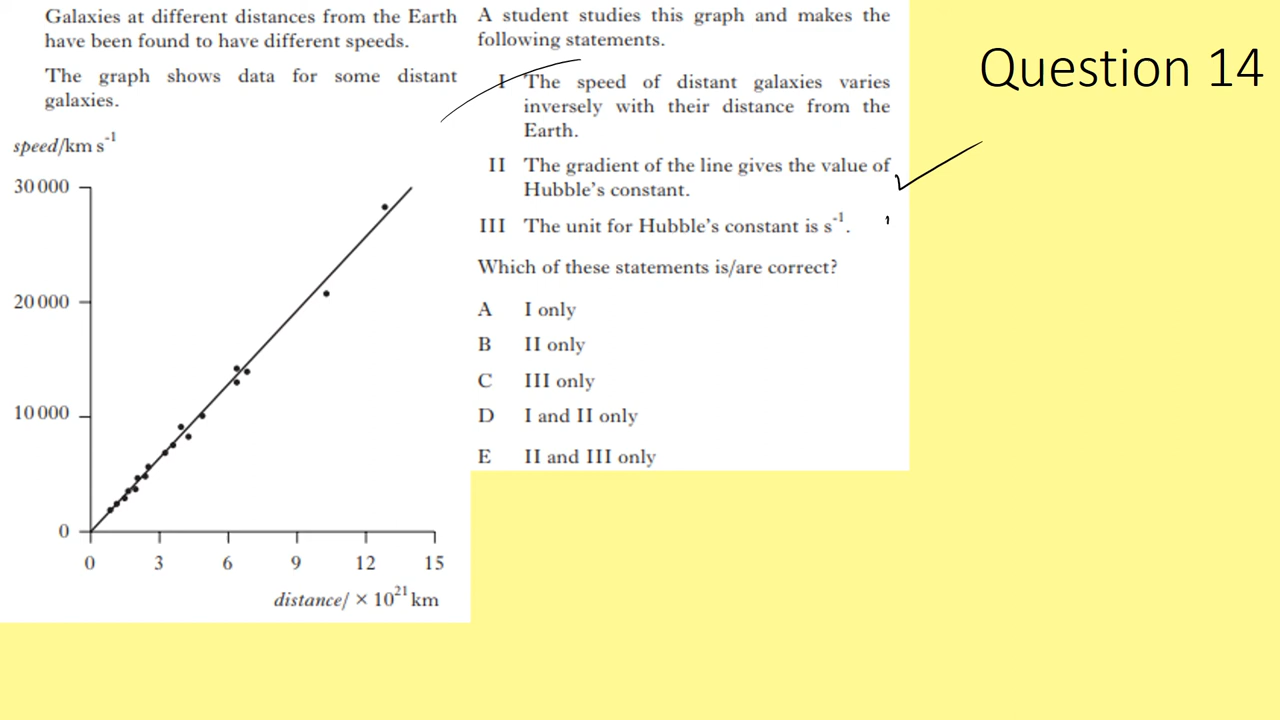 Galaxies at different distances from the Earth
have been found to have different speeds.
The graph shows data for some distant
galaxies.
speed/km s⁻¹
30 000
20 000
10 000
0
0 3 6 9 12 15
distance/ × 10²¹ km
A student studies this graph and makes the
following statements.
I The speed of distant galaxies varies
inversely with their distance from the
Earth.
II The gradient of the line gives the value of
Hubble's constant.
III The unit for Hubble's constant is s⁻¹.
Which of these statements is/are correct?
A I only
B II only
C III only
D I and II only
E II and III only
Question 14